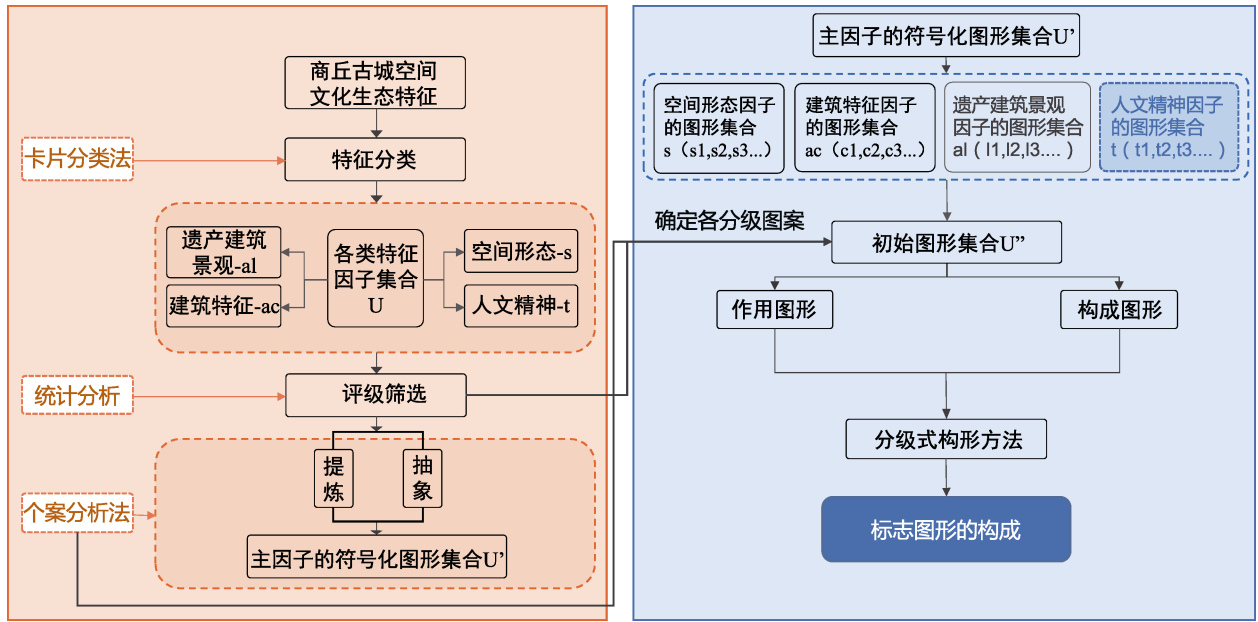 商丘古城空间
文化生态特征
卡片分类法
特征分类
遗产建筑
景观-al
建筑特征-ac
各类特征
因子集合
U
空间形态-s
人文精神-t
统计分析
评级筛选
个案分析法
提
炼
抽
象
主因子的符号化图形集合U’
主因子的符号化图形集合U’
空间形态因子
的图形集合
s（s1,s2,s3...）
建筑特征因子
的图形集合
ac（c1,c2,c3...）
遗产建筑景观
因子的图形集合
al（l1,l2,l3....）
人文精神因子
的图形集合
t（t1,t2,t3....）
确定各分级图案
初始图形集合U”
作用图形
构成图形
分级式构形方法
标志图形的构成